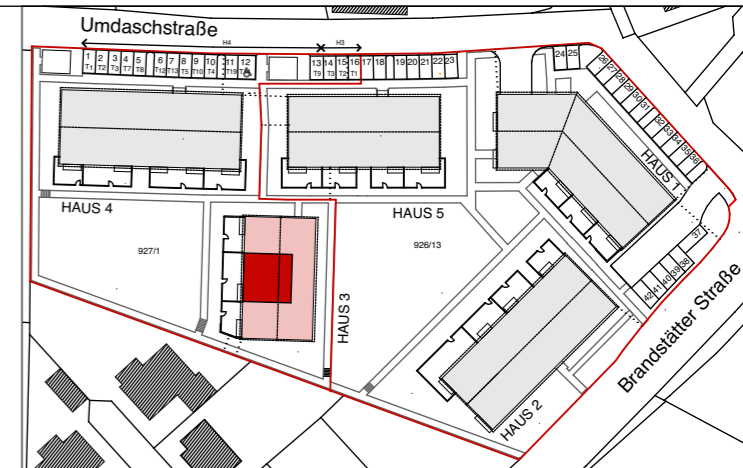 Umdaschstraße
H4 H3
1 2 3 4 5 6 7 8 9 10 11 12 13 14 15 16 17 18 19 20 21 22 23
T1 T2 T3 T7 T8 T12 T13 T5 T10 T4 T19 T9 T3 T2 T1
24 25
26 27 28 29 30 31 32 33 34 35 36
HAUS 1
HAUS 4
HAUS 5
927/1
926/13
37
38 39 40 41 42
HAUS 3
HAUS 2
Brandstätter Straße